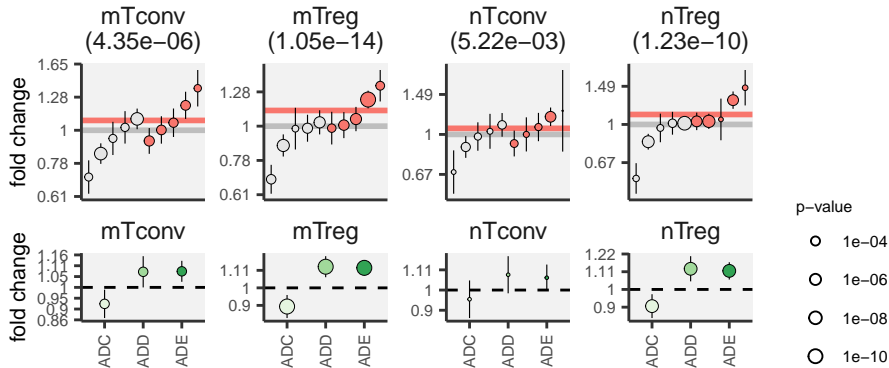 mTconv mTreg nTconv nTreg
(4.35e−06) (1.05e−14) (5.22e−03) (1.23e−10)
fold change
1.65
1.28
1
0.78
0.61
1.28
1
0.78
0.61
1.49
1
0.67
1.49
1
0.67
mTconv mTreg nTconv nTreg
fold change
1.16
1.11
1.05
1
0.95
0.9
0.86
1.11
1
0.9
1.11
1
0.9
1.22
1.11
1
0.9
ADC ADD ADE ADC ADD ADE ADC ADD ADE ADC ADD ADE
p−value
1e−04
1e−06
1e−08
1e−10